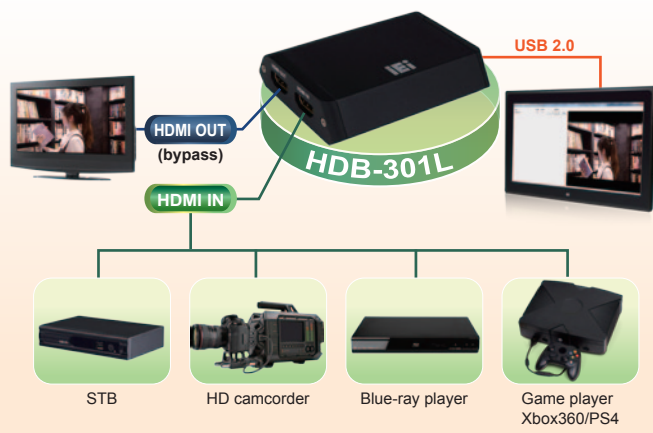 USB 2.0
iEi
HDMI OUT
(bypass)
HDB-301L
HDMI IN
STB
HD camcorder
Blue-ray player
Game player
Xbox360/PS4